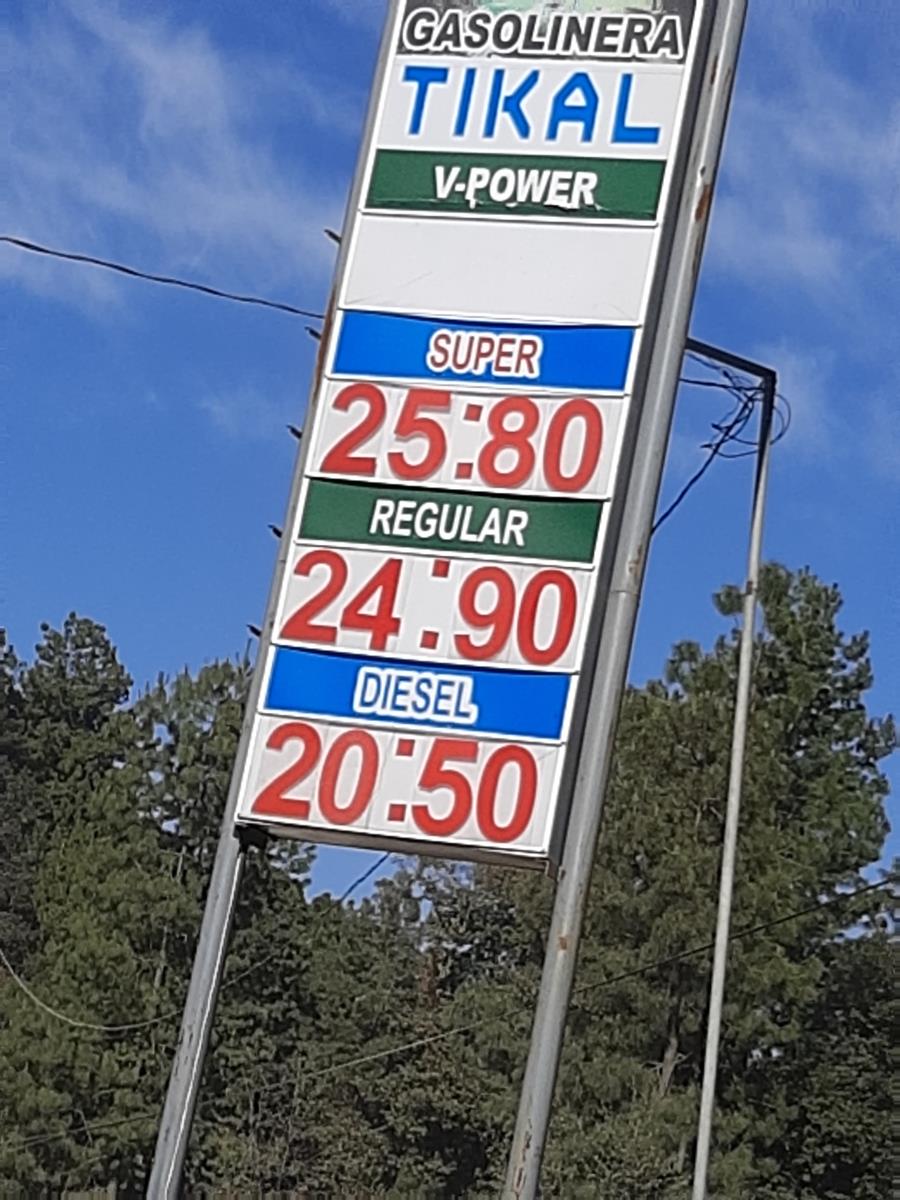 GASOLINERA
TIKAL
V-POWER
SUPER
25:80
REGULAR
24:90
DIESEL
20:50